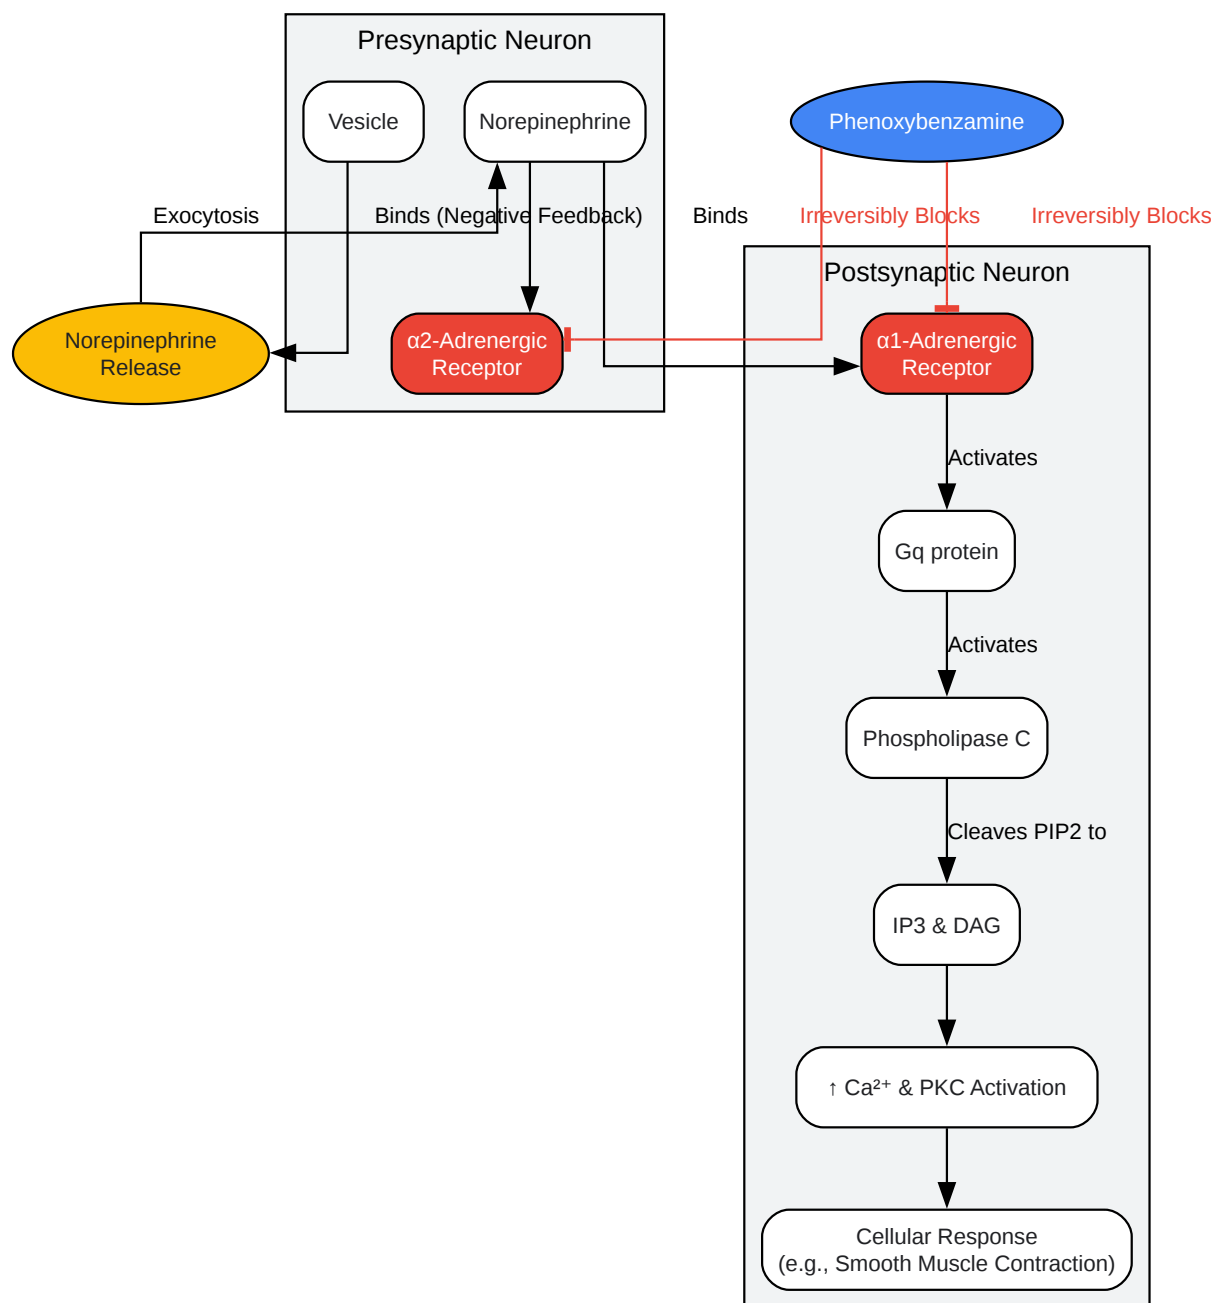 Presynaptic Neuron
Vesicle
Norepinephrine
Phenoxybenzamine
Exocytosis
Binds (Negative Feedback)
Binds
Irreversibly Blocks
Irreversibly Blocks
Postsynaptic Neuron
Norepinephrine
Release
α2-Adrenergic
Receptor
α1-Adrenergic
Receptor
Activates
Gq protein
Activates
Phospholipase C
Cleaves PIP2 to
IP3 & DAG
↑ Ca²⁺ & PKC Activation
Cellular Response
(e.g., Smooth Muscle Contraction)